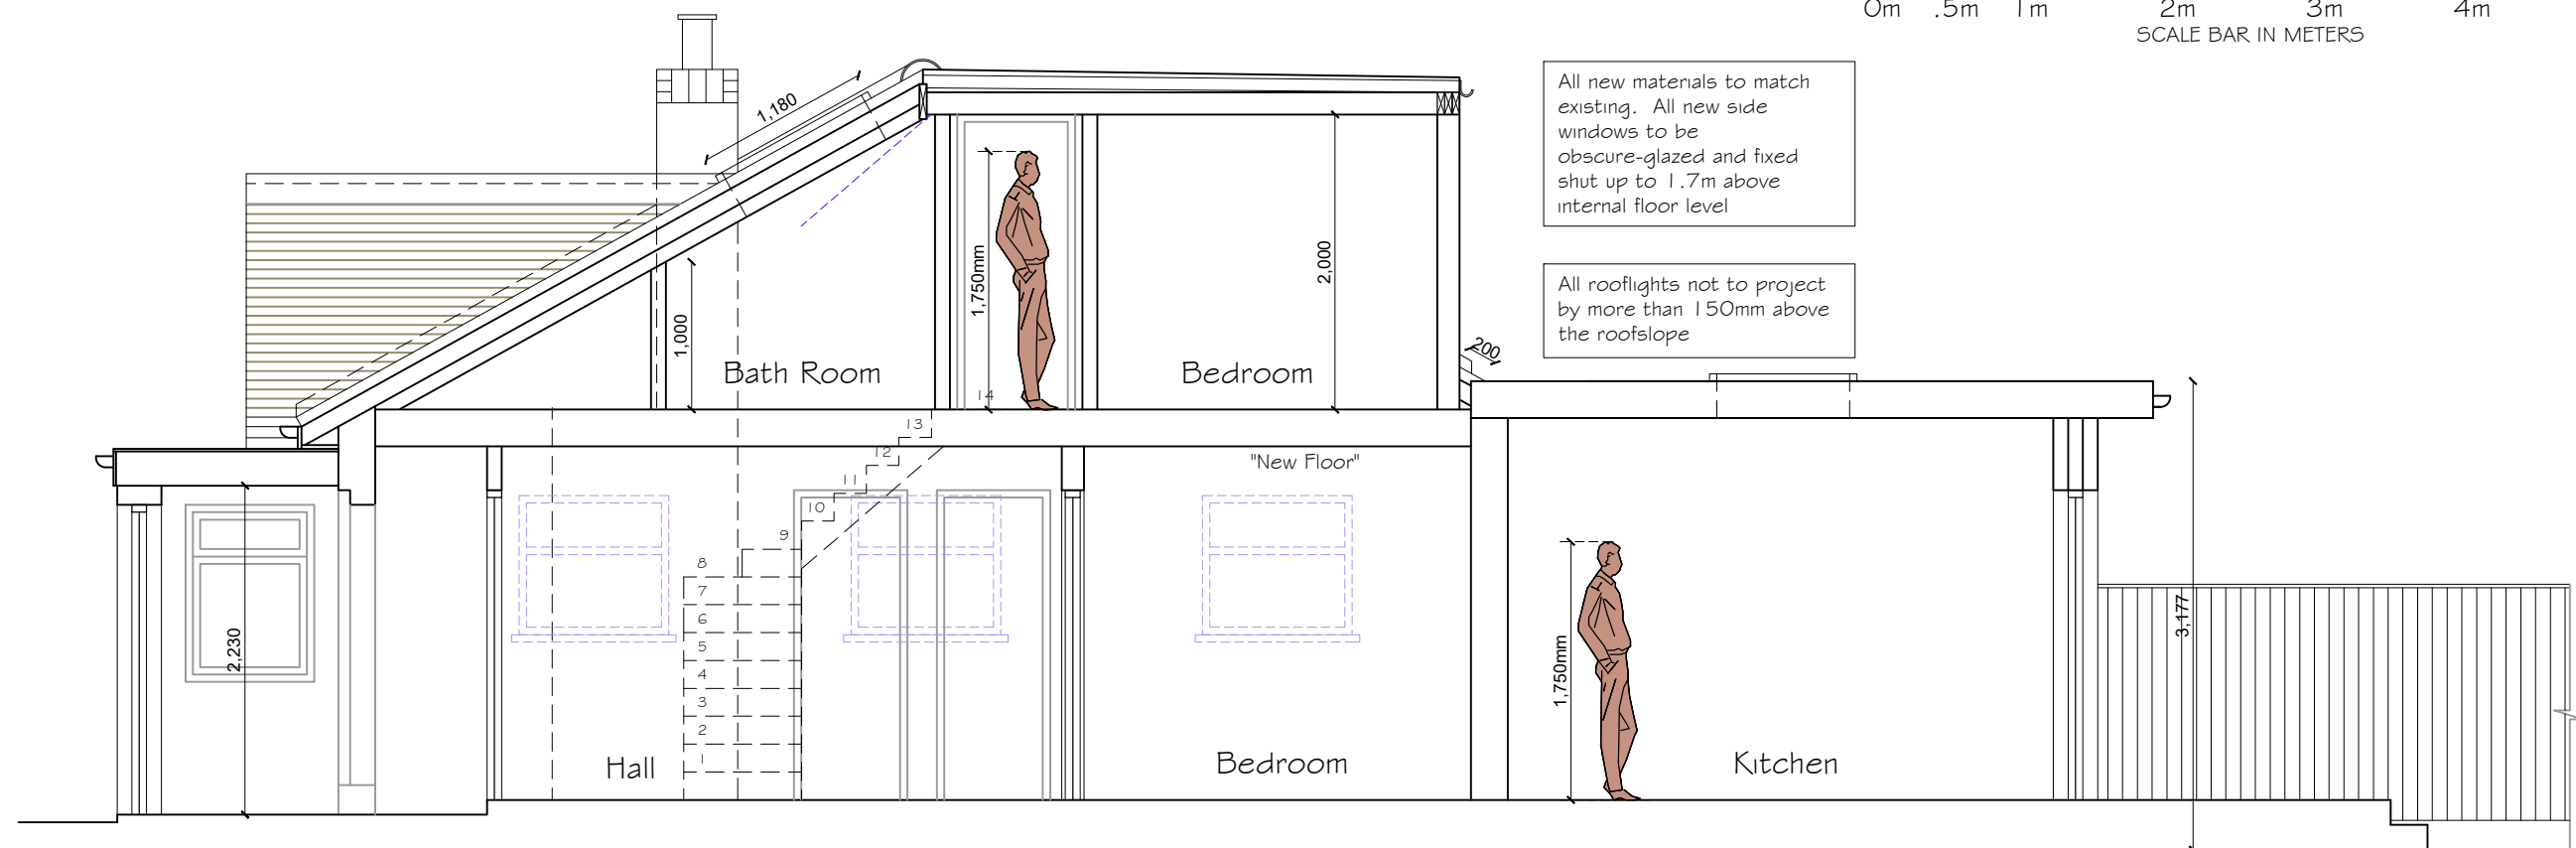 0m .5m 1m 2m 3m 4m
SCALE BAR IN METERS
All new materials to match
existing. All new side
windows to be
obscure-glazed and fixed
shut up to 1.7m above
internal floor level
All rooflights not to project
by more than 150mm above
the roofslope
1,180
1,750mm
2,000
1,000
200
Bath Room
Bedroom
14
13
12
11
10
9
8
7
6
5
4
3
2
1
"New Floor"
2,230
1,750mm
3,177
Hall
Bedroom
Kitchen